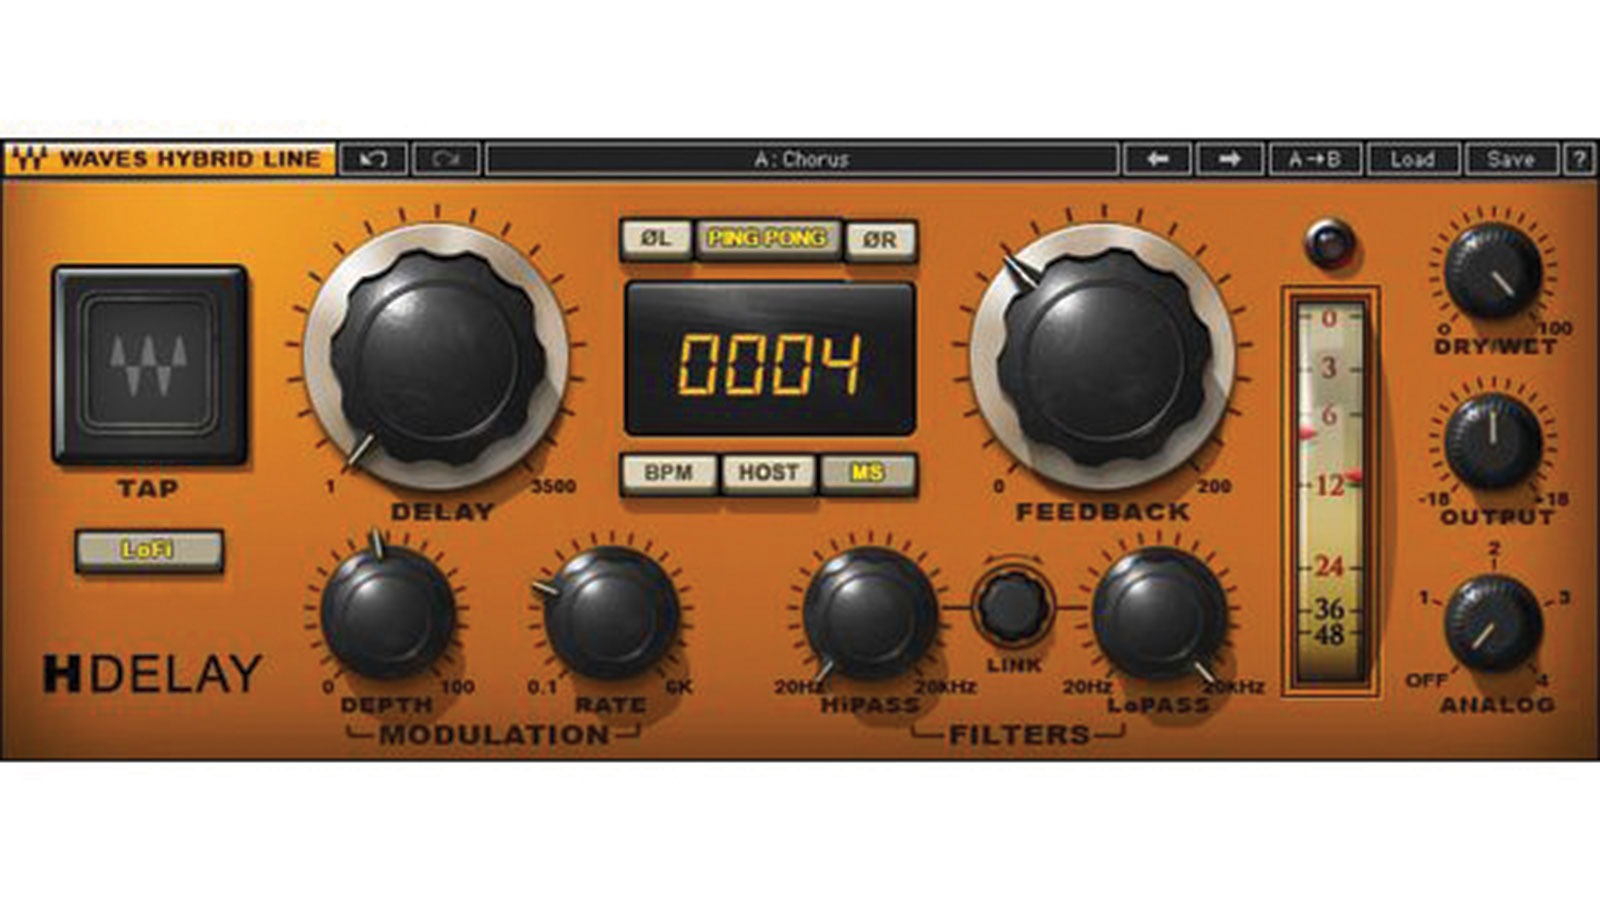 WAVES HYBRID LINE
A: Chorus
A→B
Load
Save
?
TAP
LoFi
HDELAY
1
3500
DELAY
ØL
PING PONG
ØR
0004
BPM
HOST
MS
0
200
FEEDBACK
0
100
DEPTH
0.1
6K
RATE
MODULATION
20Hz
20kHz
HiPASS
LINK
20Hz
20kHz
LoPASS
FILTERS
0
3
6
12
24
36
48
0
100
DRY/WET
-18
+18
OUTPUT
2
1
3
OFF
4
ANALOG